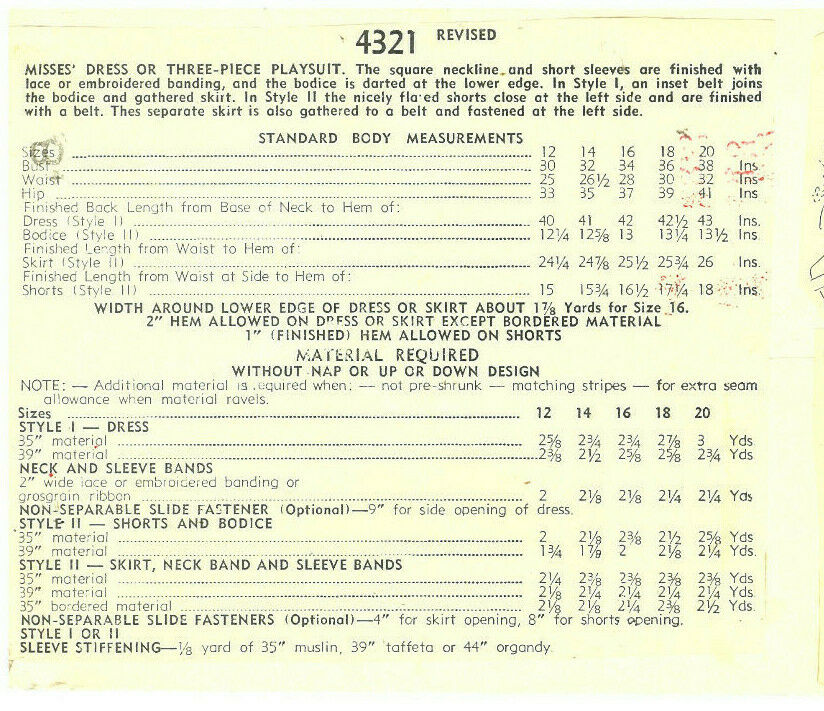 4321 REVISED
MISSES' DRESS OR THREE-PIECE PLAYSUIT. The square neckline and short sleeves are finished with
lace or embroidered banding, and the bodice is darted at the lower edge. In Style I, an inset belt joins
the bodice and gathered skirt. In Style II the nicely flared shorts close at the left side and are finished
with a belt. Thes separate skirt is also gathered to a belt and fastened at the left side.
STANDARD BODY MEASUREMENTS
Sizes 12 14 16 18 20
Bust 30 32 34 36 38 Ins
Waist 25 26½ 28 30 32 Ins
Hip 33 35 37 39 41 Ins
Finished Back Length from Base of Neck to Hem of:
Dress (Style I) 40 41 42 42½ 43 Ins.
Bodice (Style II) 12¼ 12⅝ 13 13¼ 13½ Ins
Finished Length from Waist to Hem of:
Skirt (Style II) 24¼ 24⅞ 25½ 25¾ 26 Ins.
Finished Length from Waist at Side to Hem of:
Shorts (Style II) 15 15¾ 16½ 17¼ 18 Ins
WIDTH AROUND LOWER EDGE OF DRESS OR SKIRT ABOUT 1⅞ Yards for Size 16.
2" HEM ALLOWED ON DRESS OR SKIRT EXCEPT BORDERED MATERIAL
1" (FINISHED) HEM ALLOWED ON SHORTS
MATERIAL REQUIRED
WITHOUT NAP OR UP OR DOWN DESIGN
NOTE: — Additional material is required when: — not pre-shrunk — matching stripes — for extra seam
allowance when material ravels.
Sizes 12 14 16 18 20
STYLE I — DRESS
35" material 2⅝ 2¾ 2¾ 2⅞ 3 Yds
39" material 2⅜ 2½ 2⅝ 2⅝ 2¾ Yds
NECK AND SLEEVE BANDS
2" wide lace or embroidered banding or
grosgrain ribbon 2 2⅛ 2⅛ 2¼ 2¼ Yds
NON-SEPARABLE SLIDE FASTENER (Optional)—9" for side opening of dress.
STYLE II — SHORTS AND BODICE
35" material 2 2⅛ 2⅜ 2½ 2⅝ Yds
39" material 1¾ 1⅞ 2 2⅛ 2¼ Yds.
STYLE II — SKIRT, NECK BAND AND SLEEVE BANDS
35" material 2¼ 2⅜ 2⅜ 2⅜ 2⅜ Yds
39" material 2⅛ 2¼ 2¼ 2¼ 2¼ Yds
35" bordered material 2⅛ 2⅛ 2¼ 2⅜ 2½ Yds.
NON-SEPARABLE SLIDE FASTENERS (Optional)—4" for skirt opening, 8" for shorts opening.
STYLE I OR II
SLEEVE STIFFENING—⅛ yard of 35" muslin, 39" taffeta or 44" organdy.